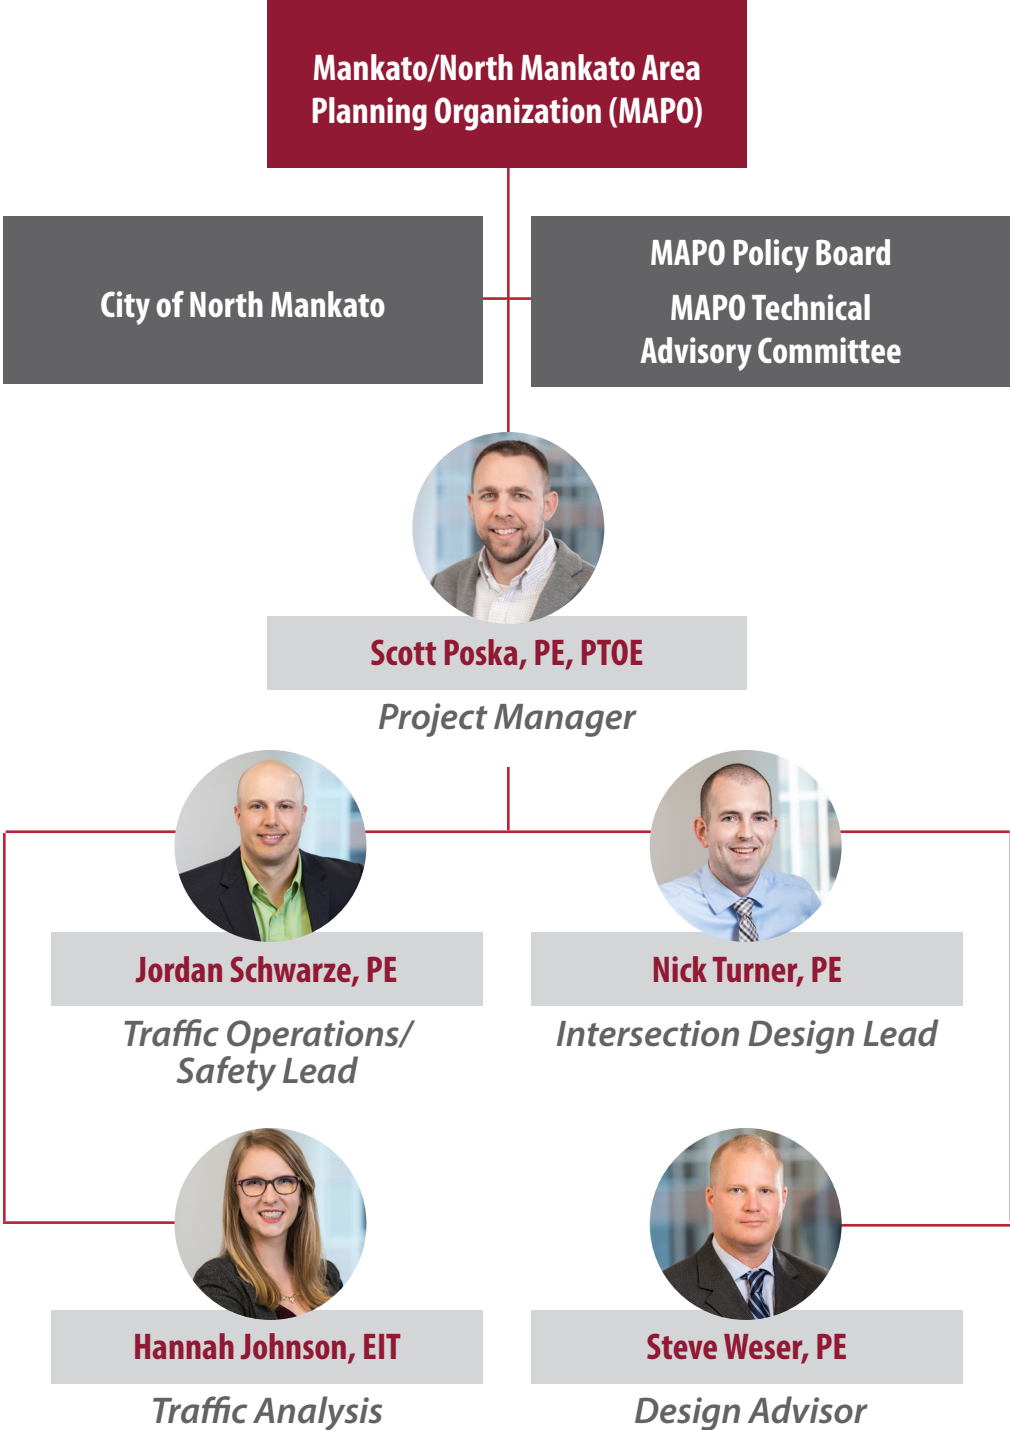 Mankato/North Mankato Area
Planning Organization (MAPO)
City of North Mankato
MAPO Policy Board
MAPO Technical
Advisory Committee
Scott Poska, PE, PTOE
Project Manager
Jordan Schwarze, PE
Traffic Operations/
Safety Lead
Nick Turner, PE
Intersection Design Lead
Hannah Johnson, EIT
Traffic Analysis
Steve Weser, PE
Design Advisor